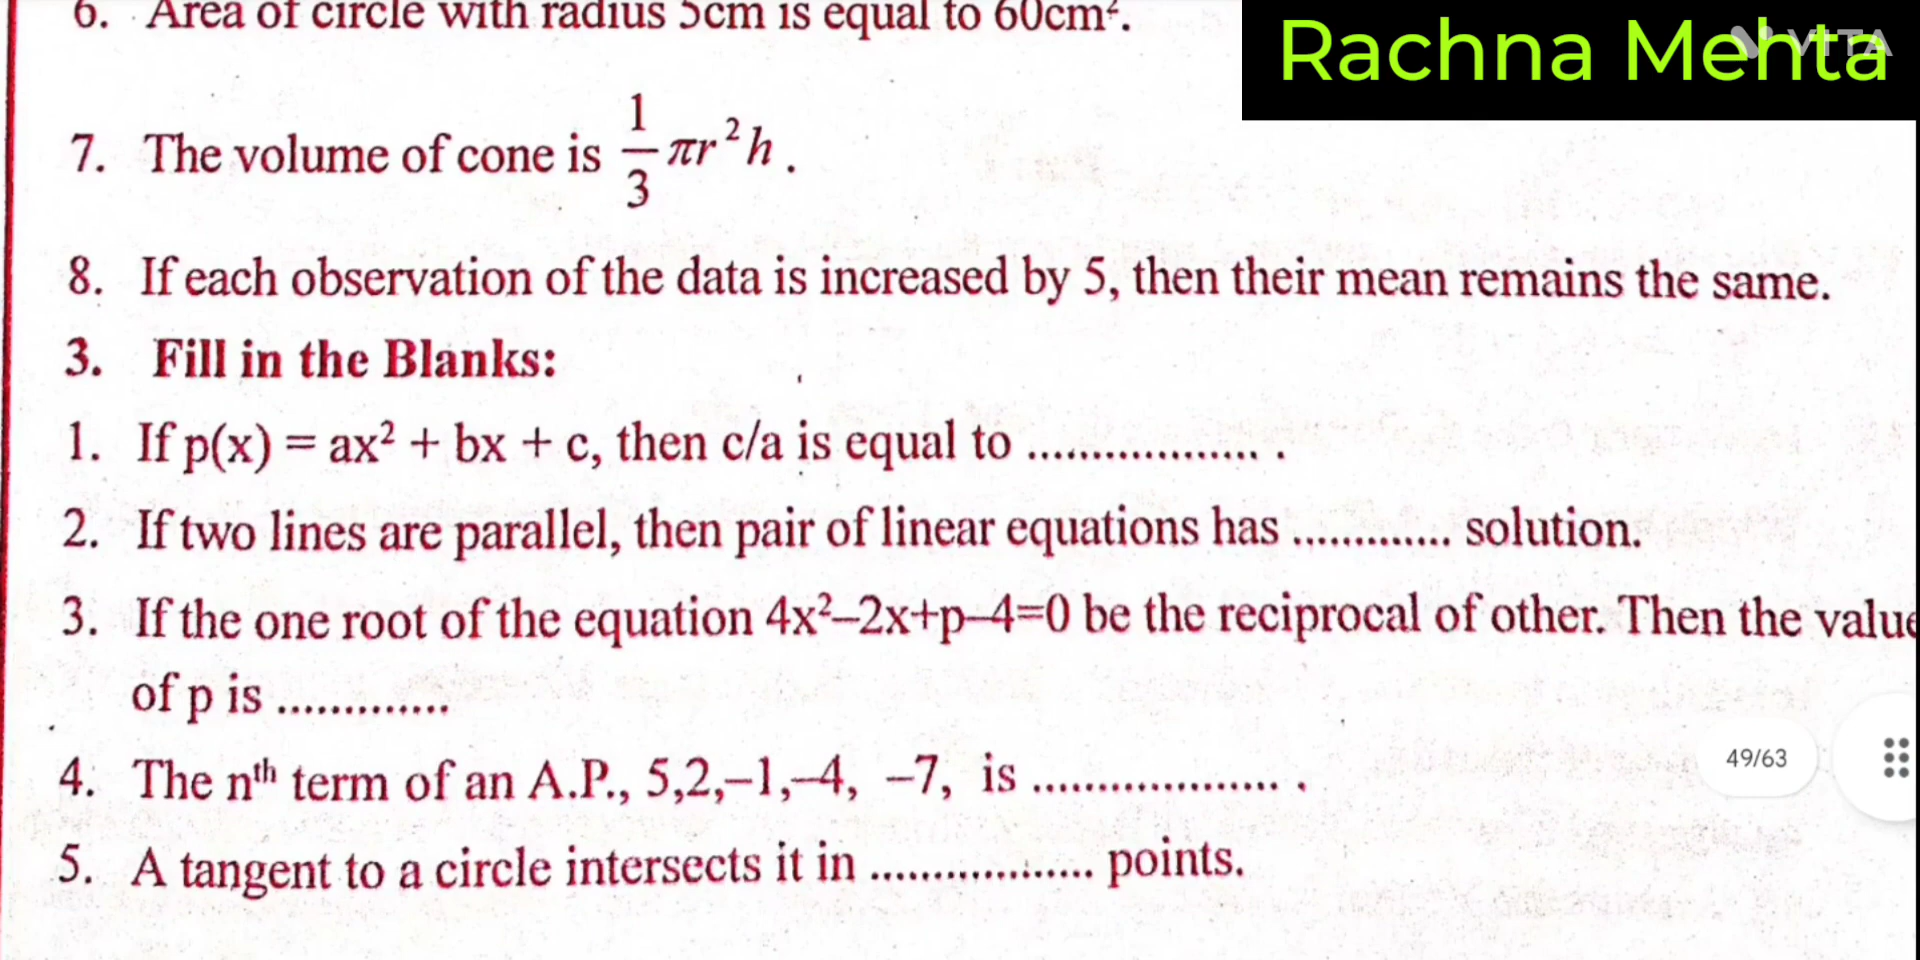 6. Area of circle with radius 5cm is equal to 60cm².
Rachna Mehta
VITA
7. The volume of cone is 1/3 πr²h.
8. If each observation of the data is increased by 5, then their mean remains the same.
3. Fill in the Blanks:
1. If p(x) = ax² + bx + c, then c/a is equal to .................. .
2. If two lines are parallel, then pair of linear equations has ............ solution.
3. If the one root of the equation 4x²–2x+p–4=0 be the reciprocal of other. Then the value
of p is .............
4. The nᵗʰ term of an A.P., 5,2,–1,–4, –7, is ................... .
49/63
5. A tangent to a circle intersects it in ................. points.